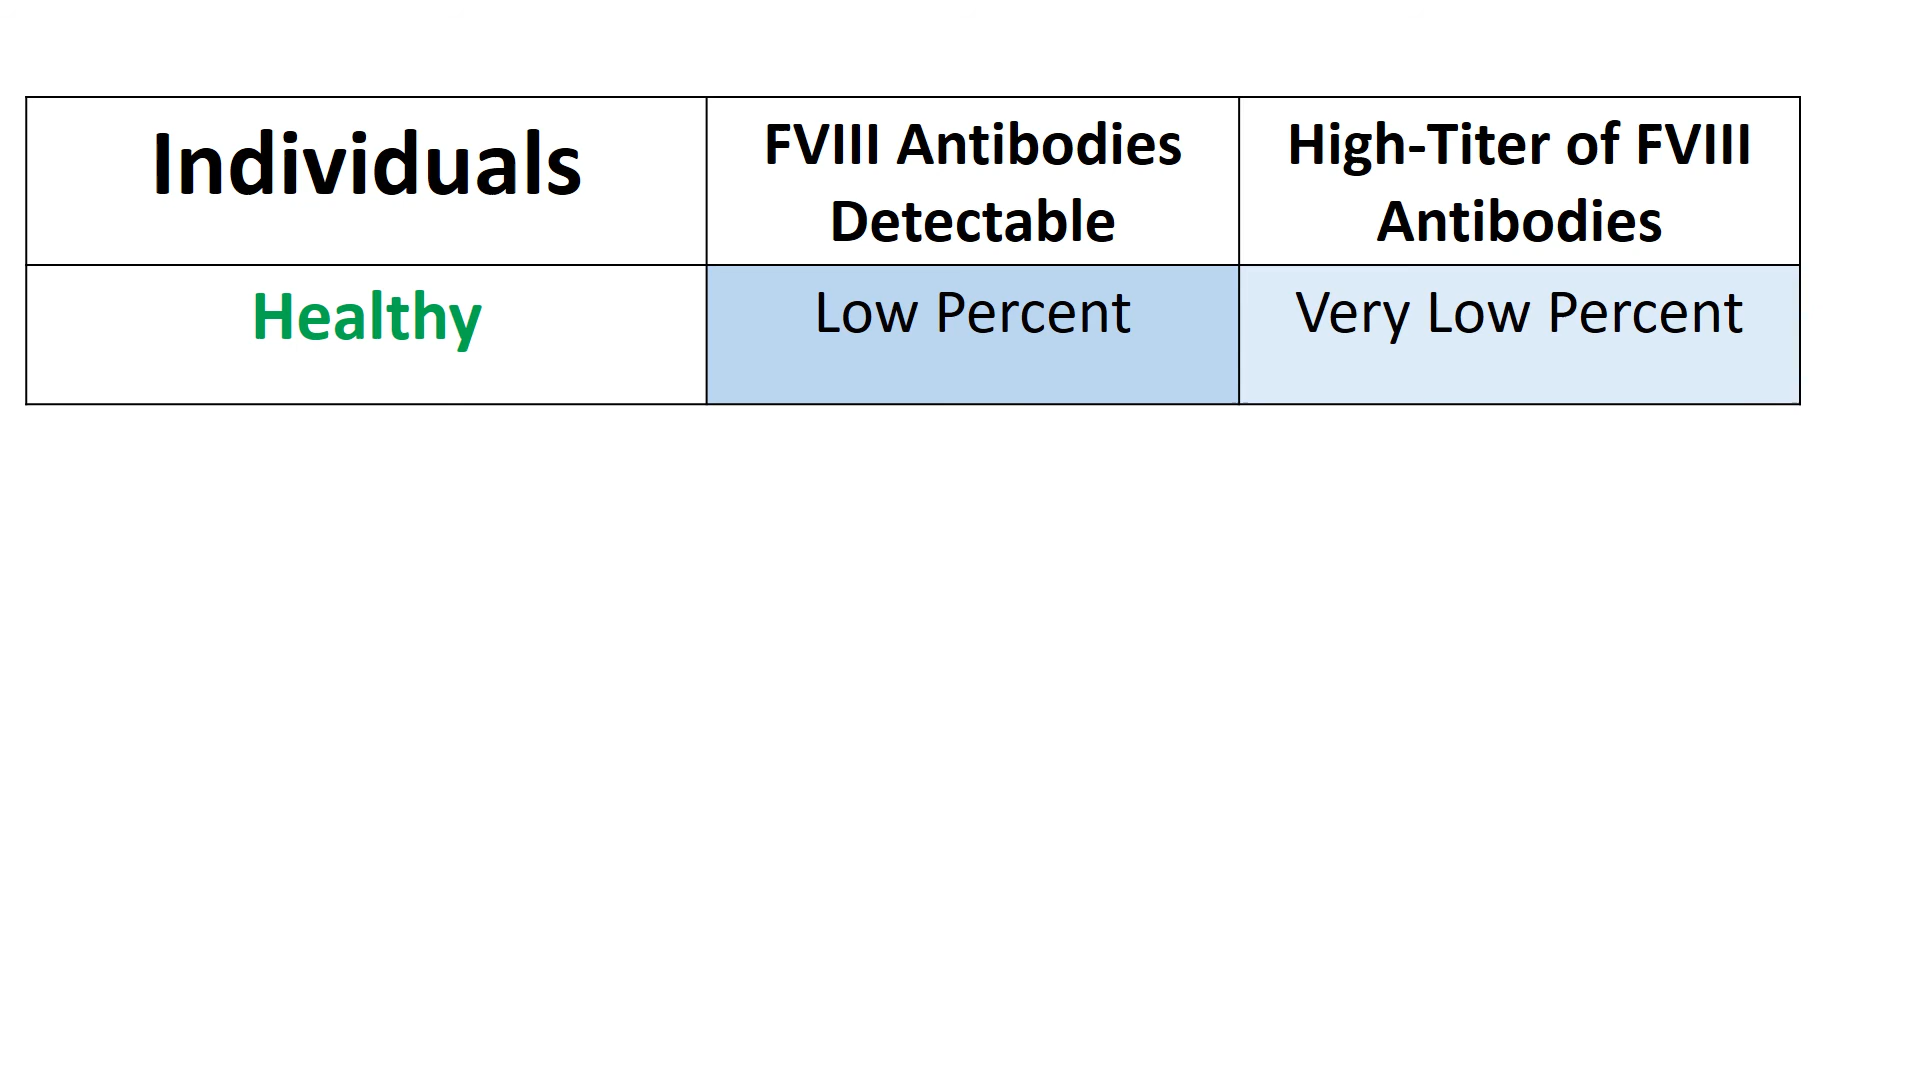 Individuals
FVIII Antibodies
Detectable
High-Titer of FVIII
Antibodies
Healthy
Low Percent
Very Low Percent